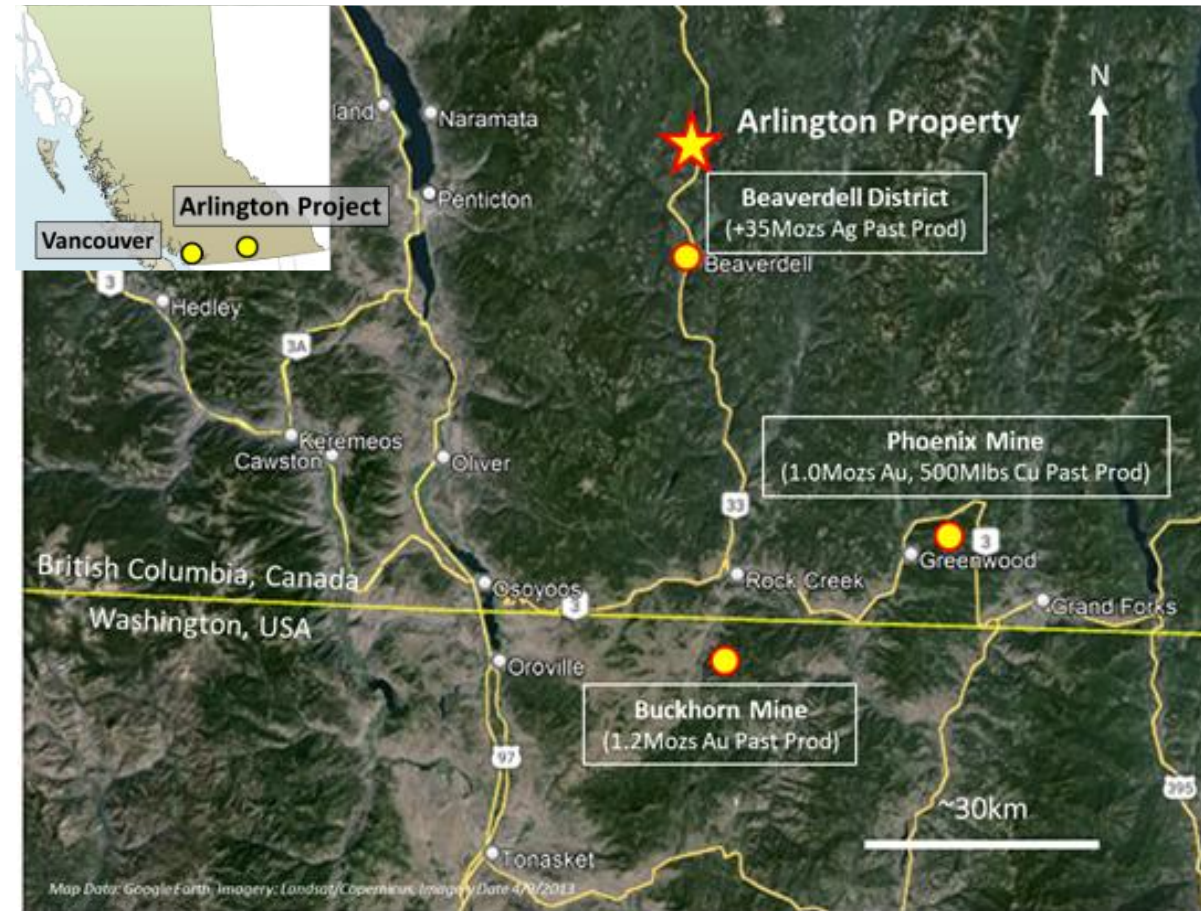 Arlington Project
Vancouver
land
Naramata
N
Arlington Property
Penticton
Beaverdell District
(+35Mozs Ag Past Prod)
Beaverdell
3
Hedley
3A
Keremeos
Cawston
Oliver
Phoenix Mine
(1.0Mozs Au, 500Mlbs Cu Past Prod)
33
3
Greenwood
British Columbia, Canada
Osoyoos
Rock Creek
3
Grand Forks
Washington, USA
Oroville
Buckhorn Mine
(1.2Mozs Au Past Prod)
97
395
~30km
Tonasket
Map Data: Google Earth, Imagery: Landsat/Copernicus, Imagery Date 4/9/2013